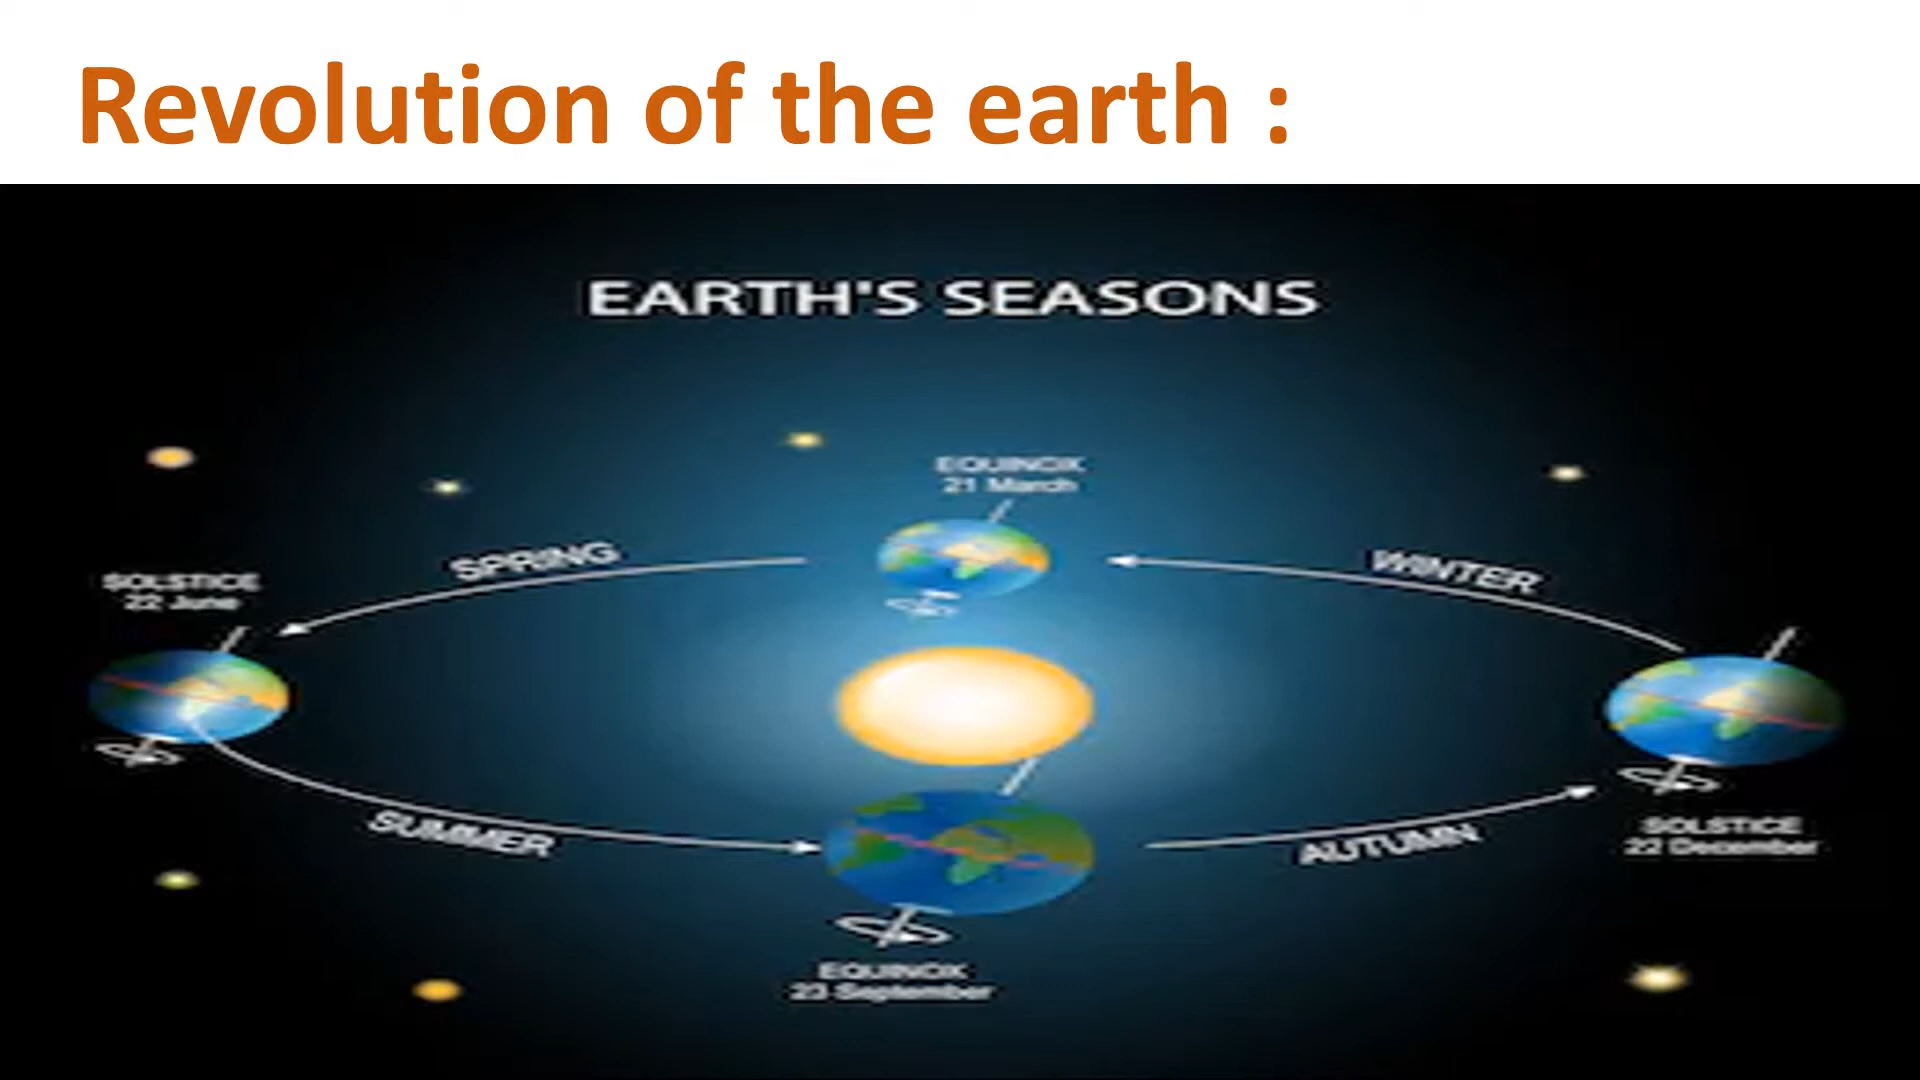 Revolution of the earth :
EARTH'S SEASONS
EQUINOX
21 March
SPRING
WINTER
SOLSTICE
22 June
SUMMER
AUTUMN
SOLSTICE
22 December
EQUINOX
23 September